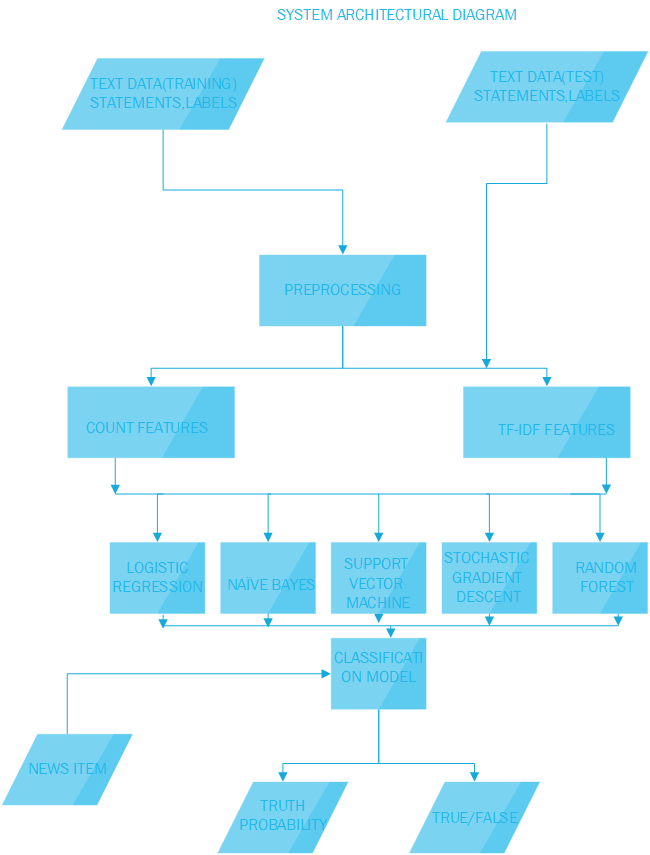 SYSTEM ARCHITECTURAL DIAGRAM
TEXT DATA(TRAINING)
STATEMENTS,LABELS
TEXT DATA(TEST)
STATEMENTS,LABELS
PREPROCESSING
COUNT FEATURES
TF-IDF FEATURES
LOGISTIC
REGRESSION
NAÏVE BAYES
SUPPORT
VECTOR
MACHINE
STOCHASTIC
GRADIENT
DESCENT
RANDOM
FOREST
CLASSIFICATI
ON MODEL
NEWS ITEM
TRUTH
PROBABILITY
TRUE/FALSE